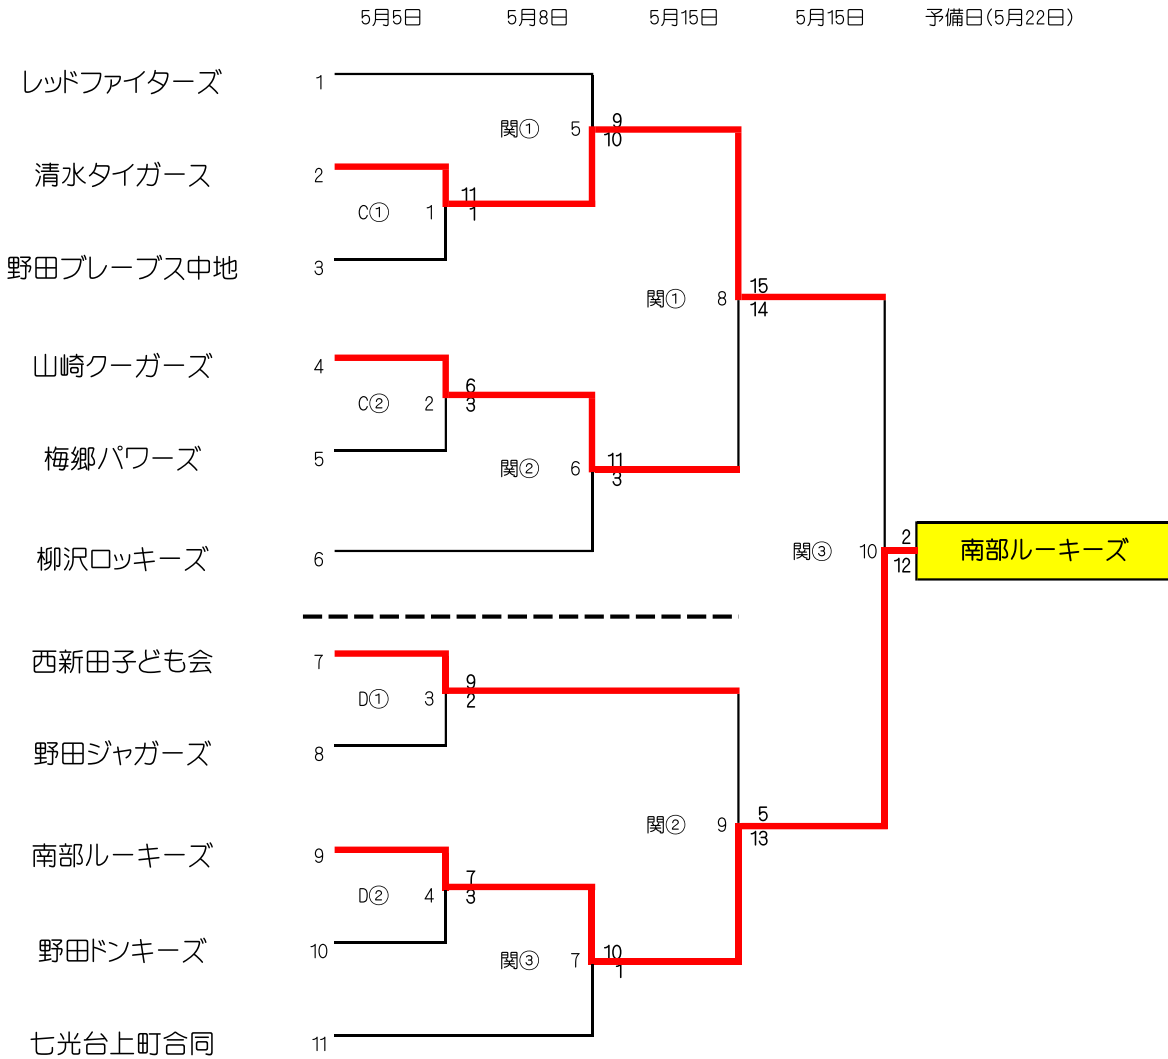 5月5日 5月8日 5月15日 5月15日 予備日(5月22日)
レッドファイターズ 1
関① 5 9
10
清水タイガース 2
11
C① 1 1
野田ブレーブス中地 3
15
関① 8
14
山崎クーガーズ 4
6
C② 2 3
梅郷パワーズ 5
11
関② 6
3
2
関③ 10 南部ルーキーズ
12
柳沢ロッキーズ 6
西新田子ども会 7
9
D① 3 2
野田ジャガーズ 8
5
関② 9
13
南部ルーキーズ 9
7
D② 4 3
野田ドンキーズ 10
10
関③ 7
1
七光台上町合同 11